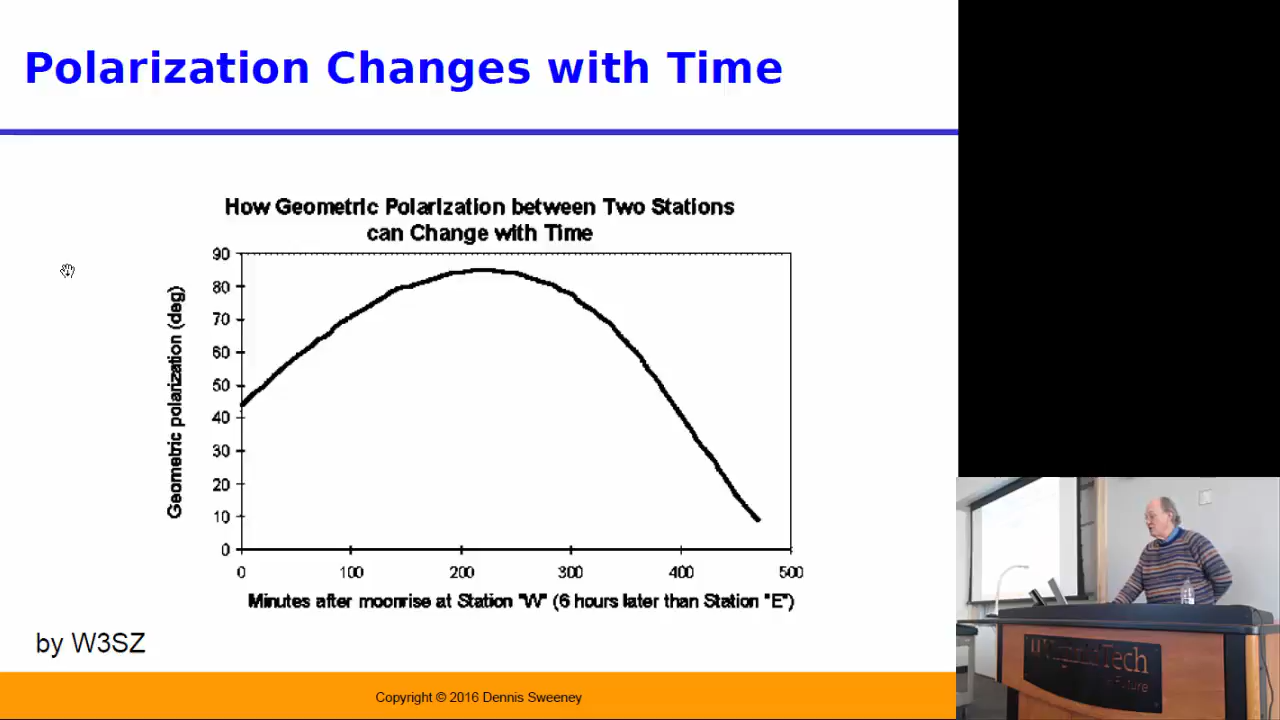 Polarization Changes with Time
How Geometric Polarization between Two Stations
can Change with Time
90
80
70
60
50
40
30
20
10
0
Geometric polarization (deg)
0 100 200 300 400 500
Minutes after moonrise at Station "W" (6 hours later than Station "E")
by W3SZ
Copyright © 2016 Dennis Sweeney
Tech
Future